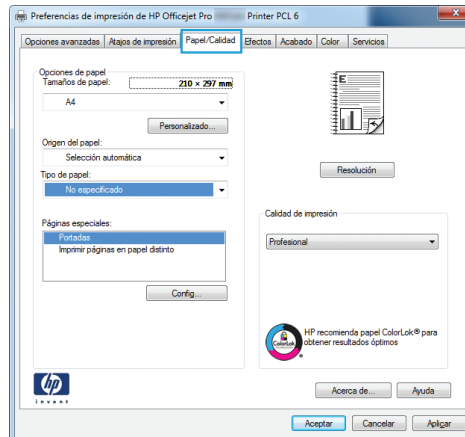 Preferencias de impresión de HP Officejet Pro Printer PCL 6
Opciones avanzadas Atajos de impresión Papel/Calidad Efectos Acabado Color Servicios
Opciones de papel
Tamaños de papel: 210 × 297 mm
A4
Personalizado...
Origen del papel:
Selección automática
Tipo de papel:
No especificado
Páginas especiales:
Portadas
Imprimir páginas en papel distinto
Config...
E
Resolución
Calidad de impresión
Profesional
ColorLok
HP recomienda papel ColorLok® para
obtener resultados óptimos
hp
invent
Acerca de... Ayuda
Aceptar Cancelar Aplicar